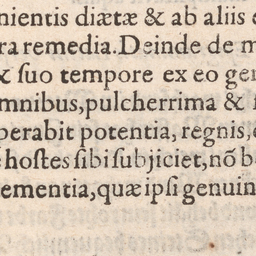 nientis diætæ & ab aliis e
ra remedia. Deinde de m
& ſuo tempore ex eo gen
mnibus, pulcherrima & 
perabit potentia, regnis,
hoſtes ſibi ſubjiciet, nō b
ementia, quæ ipſi genuin